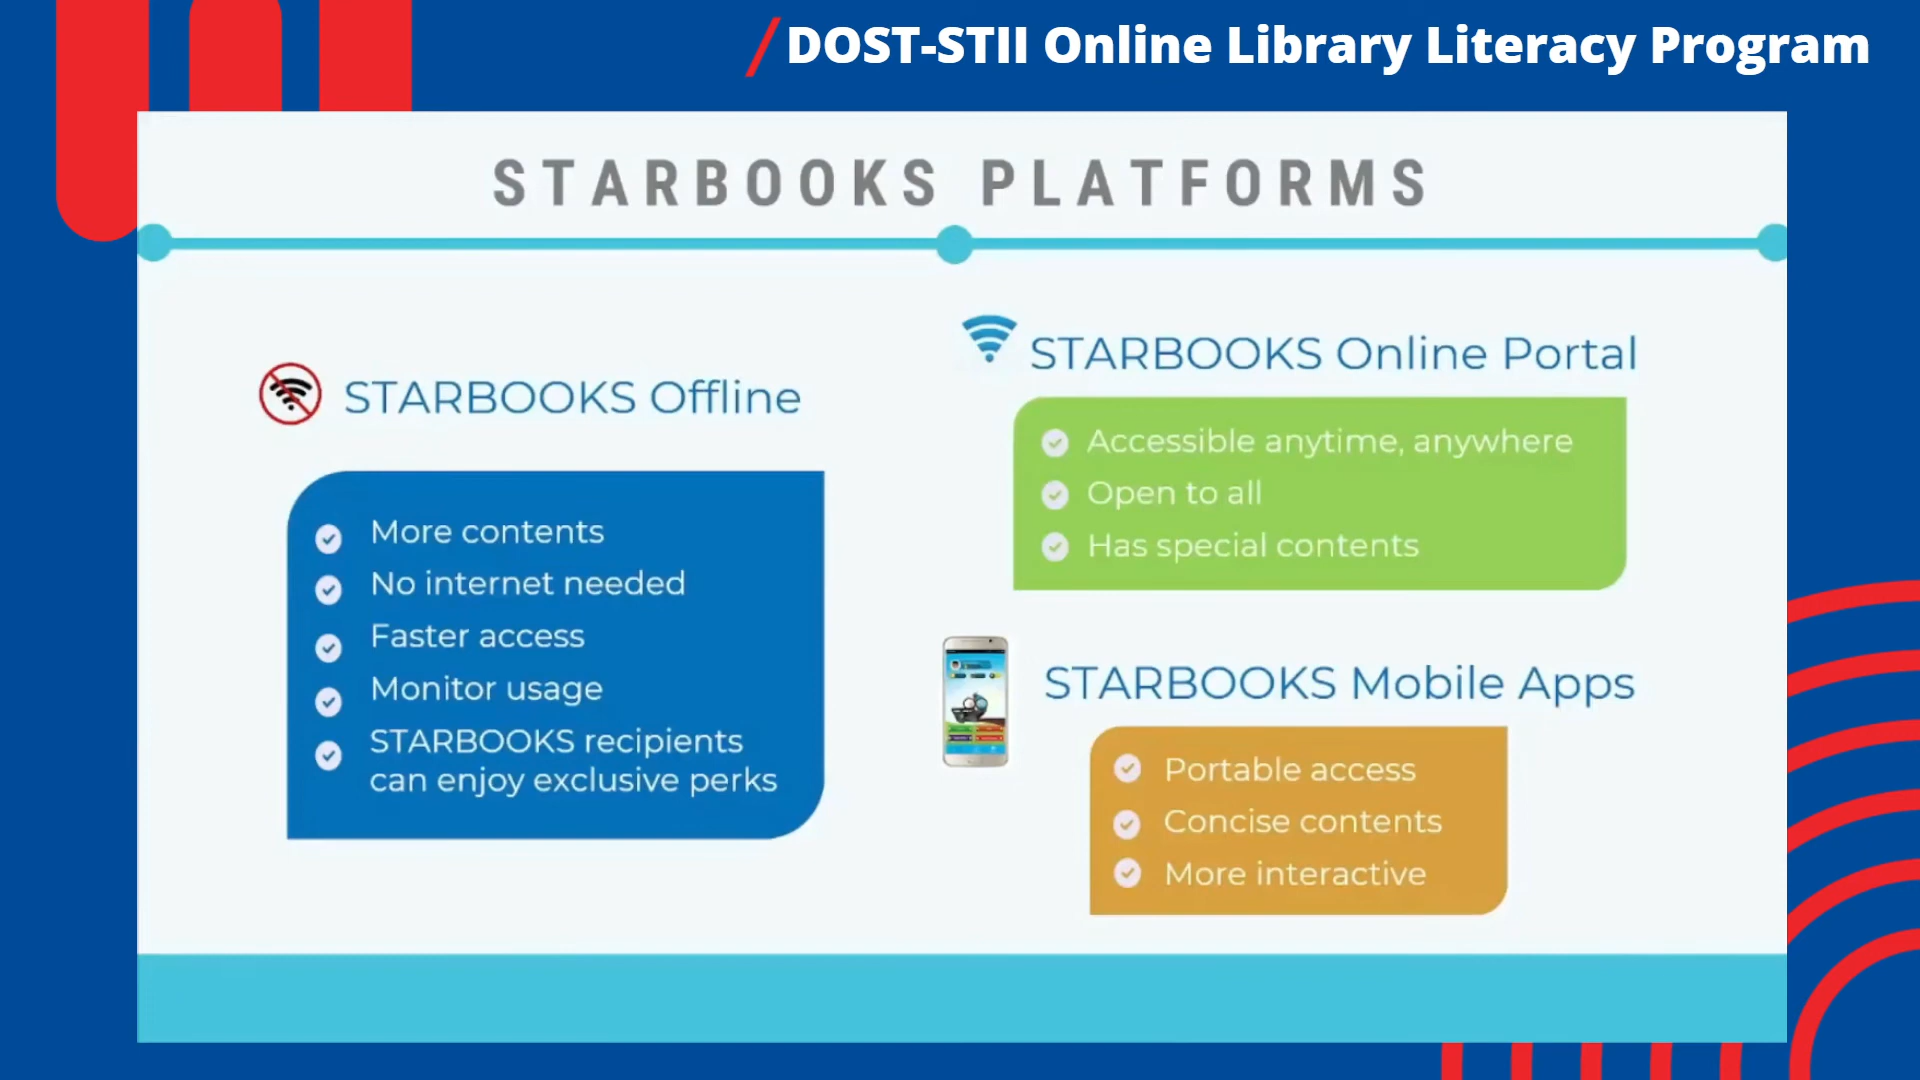 / DOST-STII Online Library Literacy Program
STARBOOKS PLATFORMS
STARBOOKS Offline
More contents
No internet needed
Faster access
Monitor usage
STARBOOKS recipients
can enjoy exclusive perks
STARBOOKS Online Portal
Accessible anytime, anywhere
Open to all
Has special contents
STARBOOKS Mobile Apps
Portable access
Concise contents
More interactive